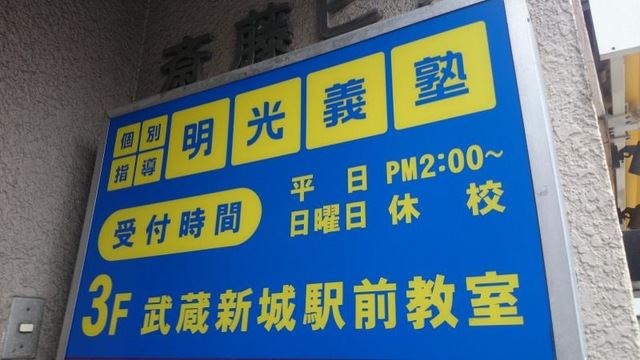 斎藤ビ
個別指導 明光義塾
受付時間
平日 PM2:00~
日曜日 休校
3F 武蔵新城駅前教室